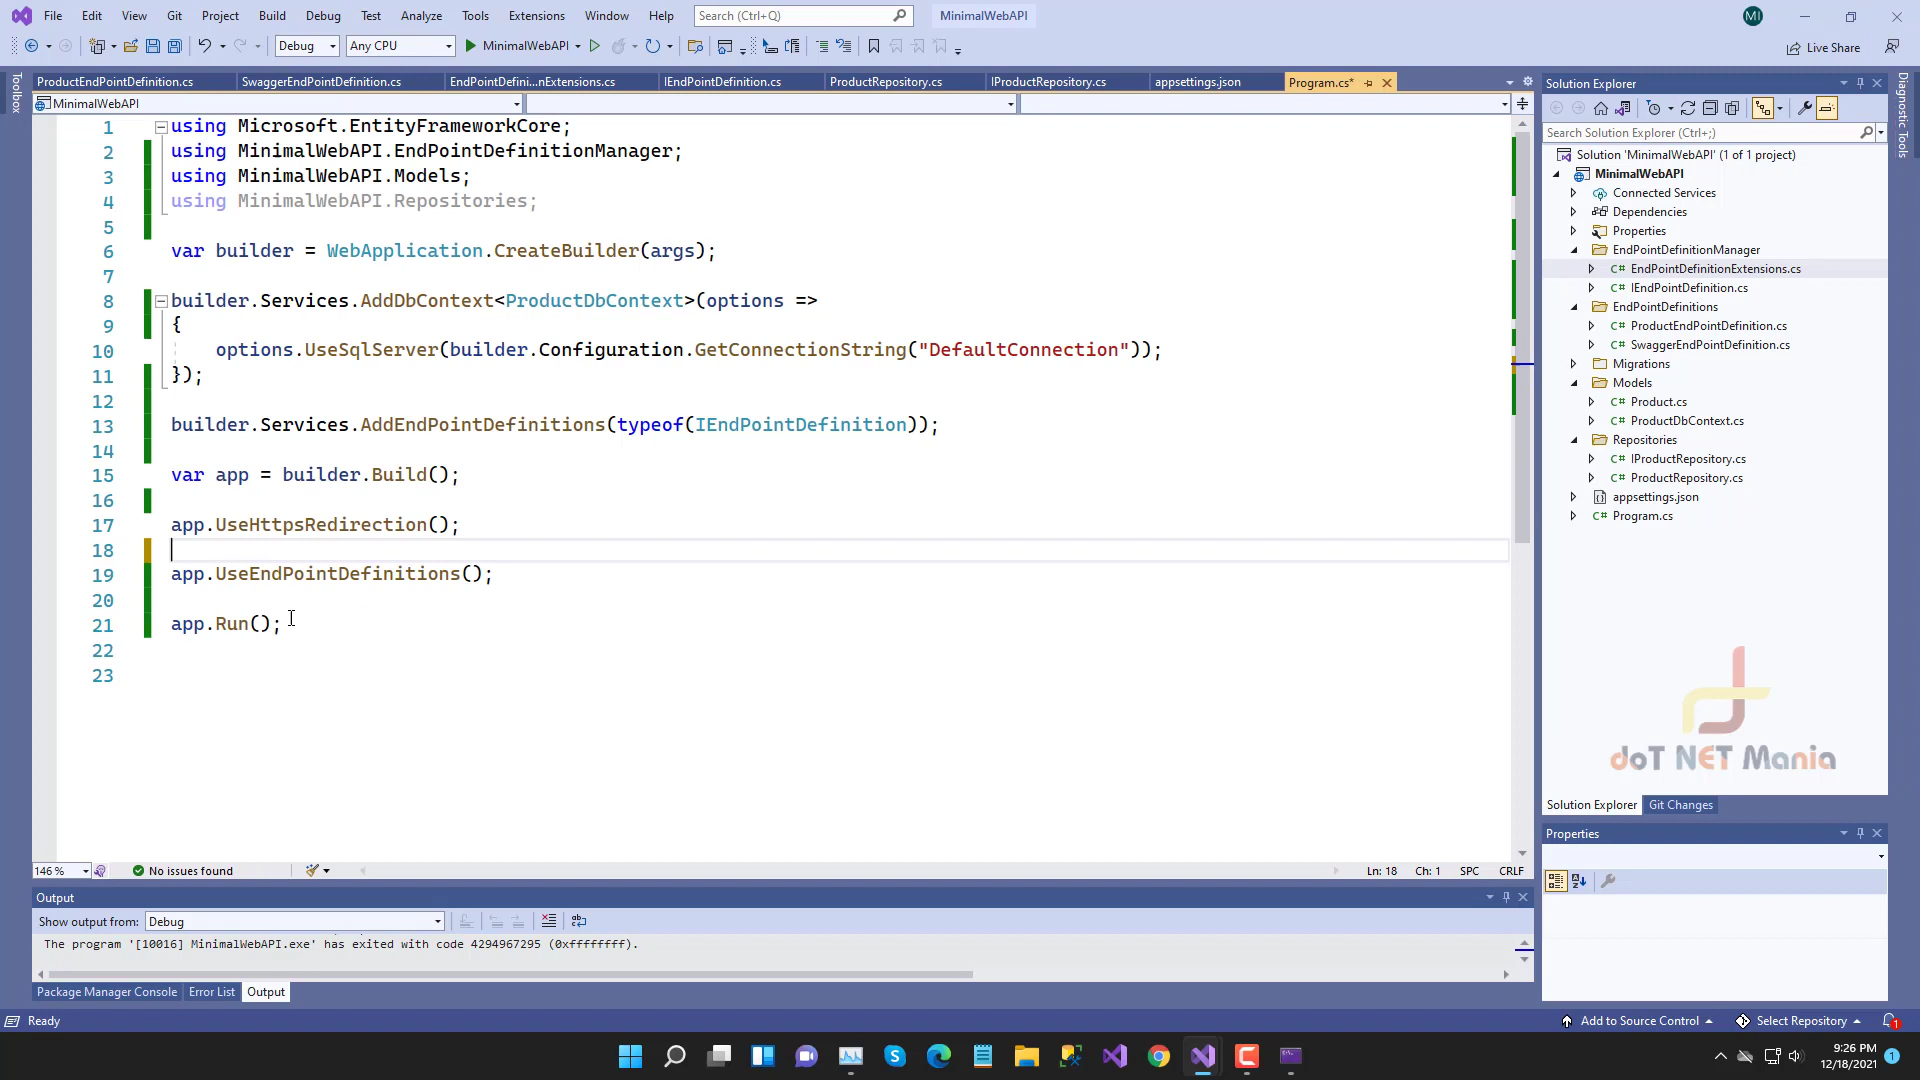 File Edit View Git Project Build Debug Test Analyze Tools Extensions Window Help Search (Ctrl+Q) MinimalWebAPI MI
Debug Any CPU MinimalWebAPI Live Share
Toolbox
ProductEndPointDefinition.cs SwaggerEndPointDefinition.cs EndPointDefini...nExtensions.cs IEndPointDefinition.cs ProductRepository.cs IProductRepository.cs appsettings.json Program.cs*
MinimalWebAPI
1 using Microsoft.EntityFrameworkCore;
2 using MinimalWebAPI.EndPointDefinitionManager;
3 using MinimalWebAPI.Models;
4 using MinimalWebAPI.Repositories;
5
6 var builder = WebApplication.CreateBuilder(args);
7
8 builder.Services.AddDbContext<ProductDbContext>(options =>
9 {
10 options.UseSqlServer(builder.Configuration.GetConnectionString("DefaultConnection"));
11 });
12
13 builder.Services.AddEndPointDefinitions(typeof(IEndPointDefinition));
14
15 var app = builder.Build();
16
17 app.UseHttpsRedirection();
18
19 app.UseEndPointDefinitions();
20
21 app.Run();
22
23
146 % No issues found Ln: 18 Ch: 1 SPC CRLF
Output
Show output from: Debug
The program '[10016] MinimalWebAPI.exe' has exited with code 4294967295 (0xffffffff).
Package Manager Console Error List Output
Solution Explorer
Search Solution Explorer (Ctrl+;)
Solution 'MinimalWebAPI' (1 of 1 project)
MinimalWebAPI
Connected Services
Dependencies
Properties
EndPointDefinitionManager
C# EndPointDefinitionExtensions.cs
C# IEndPointDefinition.cs
EndPointDefinitions
C# ProductEndPointDefinition.cs
C# SwaggerEndPointDefinition.cs
Migrations
Models
C# Product.cs
C# ProductDbContext.cs
Repositories
C# IProductRepository.cs
C# ProductRepository.cs
appsettings.json
C# Program.cs
doT NET Mania
Solution Explorer Git Changes
Properties
Diagnostic Tools
Ready Add to Source Control Select Repository 1
9:26 PM
12/18/2021 1